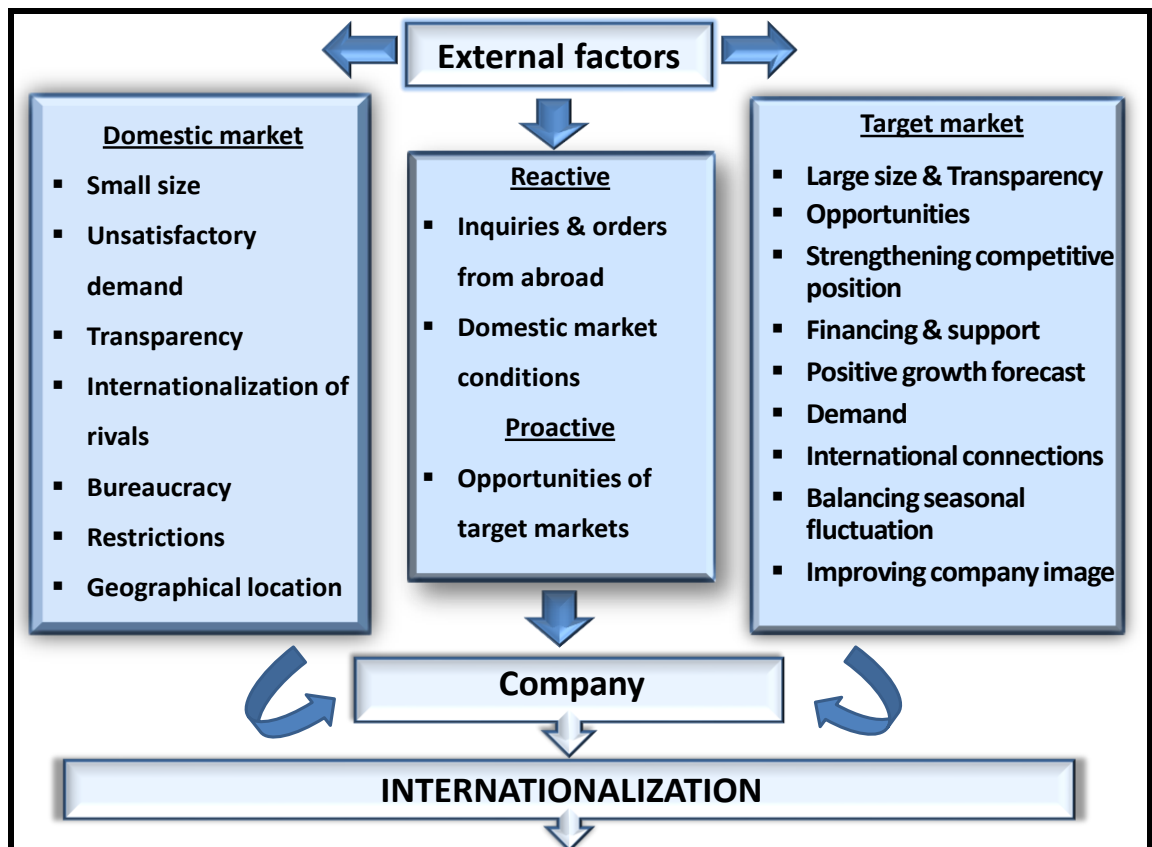 External factors
Domestic market
▪ Small size
▪ Unsatisfactory
demand
▪ Transparency
▪ Internationalization of
rivals
▪ Bureaucracy
▪ Restrictions
▪ Geographical location
Reactive
▪ Inquiries & orders
from abroad
▪ Domestic market
conditions
Proactive
▪ Opportunities of
target markets
Target market
▪ Large size & Transparency
▪ Opportunities
▪ Strengthening competitive
position
▪ Financing & support
▪ Positive growth forecast
▪ Demand
▪ International connections
▪ Balancing seasonal
fluctuation
▪ Improving company image
Company
INTERNATIONALIZATION